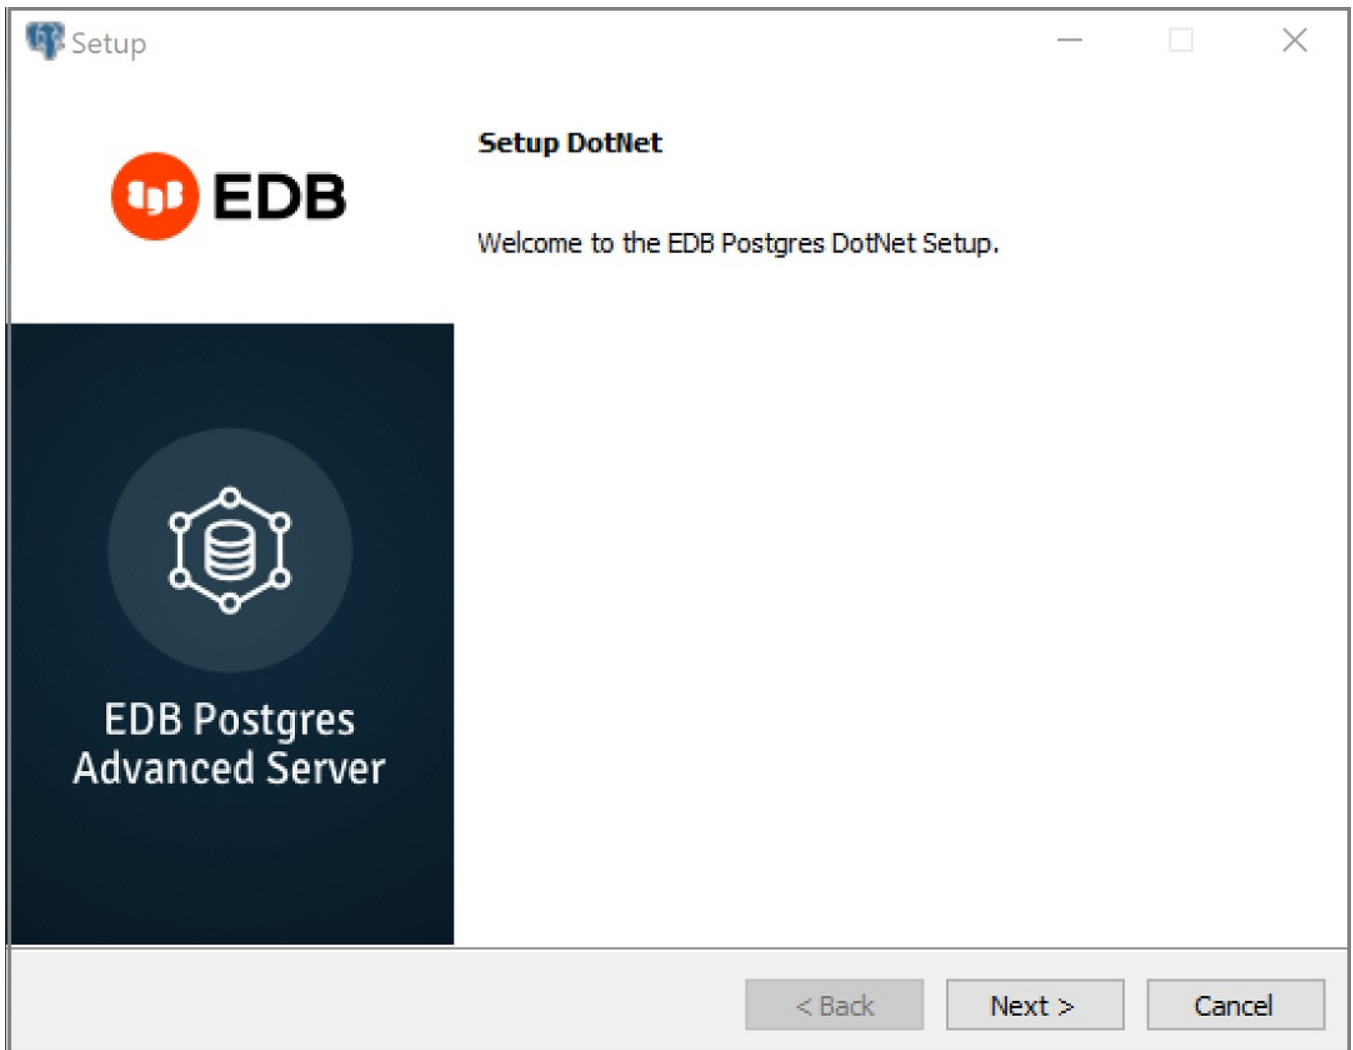 Setup
EDB
Setup DotNet
Welcome to the EDB Postgres DotNet Setup.
EDB Postgres
Advanced Server
< Back
Next >
Cancel